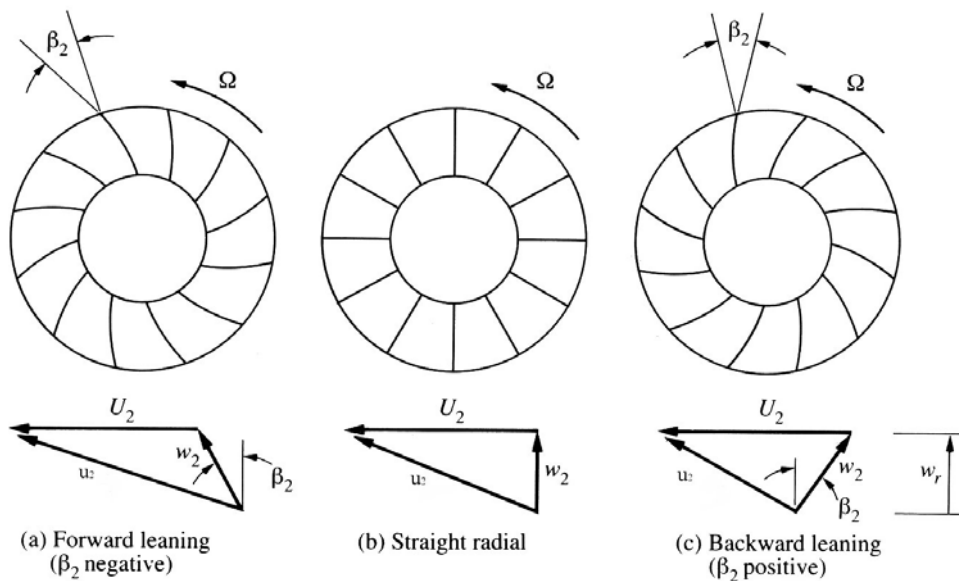 β₂
Ω
Ω
β₂
Ω
U₂
w₂
u₂
β₂
U₂
w₂
u₂
U₂
w₂
u₂
β₂
wᵣ
(a) Forward leaning
(β₂ negative)
(b) Straight radial
(c) Backward leaning
(β₂ positive)